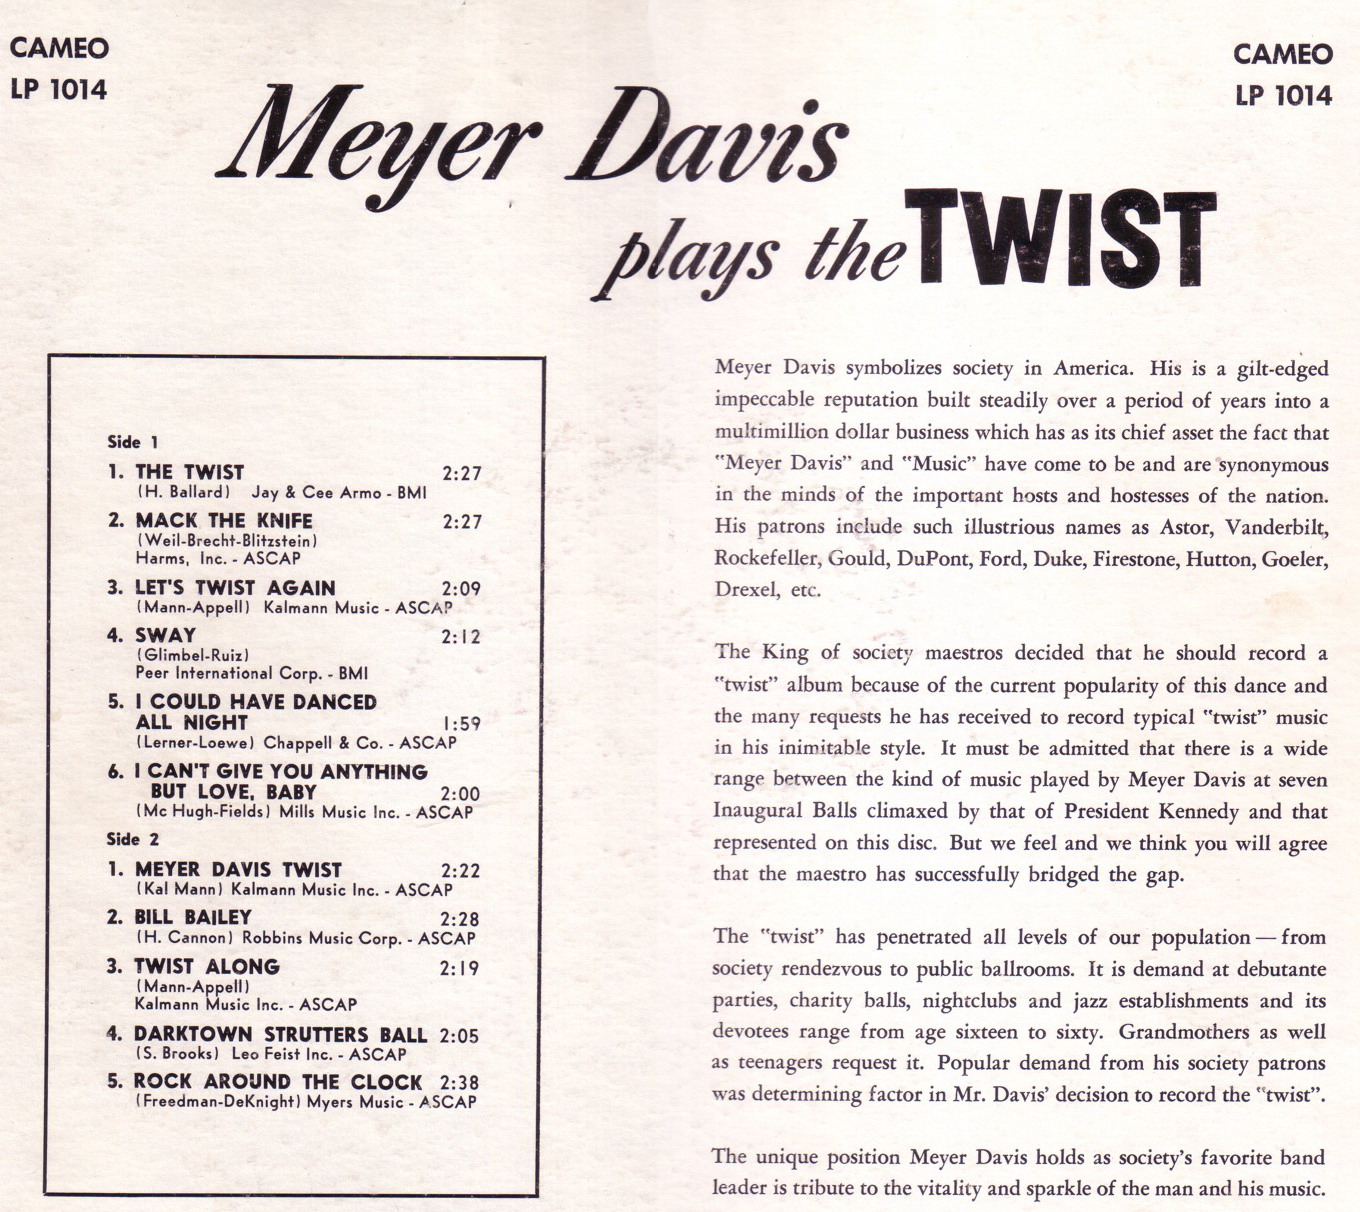 CAMEO
LP 1014
CAMEO
LP 1014
Meyer Davis
plays the TWIST
Side 1
1. THE TWIST 2:27
(H. Ballard) Jay & Cee Armo - BMI
2. MACK THE KNIFE 2:27
(Weil-Brecht-Blitzstein)
Harms, Inc. - ASCAP
3. LET'S TWIST AGAIN 2:09
(Mann-Appell) Kalmann Music - ASCAP
4. SWAY 2:12
(Glimbel-Ruiz)
Peer International Corp. - BMI
5. I COULD HAVE DANCED
ALL NIGHT 1:59
(Lerner-Loewe) Chappell & Co. - ASCAP
6. I CAN'T GIVE YOU ANYTHING
BUT LOVE, BABY 2:00
(Mc Hugh-Fields) Mills Music Inc. - ASCAP
Side 2
1. MEYER DAVIS TWIST 2:22
(Kal Mann) Kalmann Music Inc. - ASCAP
2. BILL BAILEY 2:28
(H. Cannon) Robbins Music Corp. - ASCAP
3. TWIST ALONG 2:19
(Mann-Appell)
Kalmann Music Inc. - ASCAP
4. DARKTOWN STRUTTERS BALL 2:05
(S. Brooks) Leo Feist Inc. - ASCAP
5. ROCK AROUND THE CLOCK 2:38
(Freedman-DeKnight) Myers Music - ASCAP
Meyer Davis symbolizes society in America. His is a gilt-edged
impeccable reputation built steadily over a period of years into a
multimillion dollar business which has as its chief asset the fact that
"Meyer Davis" and "Music" have come to be and are synonymous
in the minds of the important hosts and hostesses of the nation.
His patrons include such illustrious names as Astor, Vanderbilt,
Rockefeller, Gould, DuPont, Ford, Duke, Firestone, Hutton, Goeler,
Drexel, etc.
The King of society maestros decided that he should record a
"twist" album because of the current popularity of this dance and
the many requests he has received to record typical "twist" music
in his inimitable style. It must be admitted that there is a wide
range between the kind of music played by Meyer Davis at seven
Inaugural Balls climaxed by that of President Kennedy and that
represented on this disc. But we feel and we think you will agree
that the maestro has successfully bridged the gap.
The "twist" has penetrated all levels of our population — from
society rendezvous to public ballrooms. It is demand at debutante
parties, charity balls, nightclubs and jazz establishments and its
devotees range from age sixteen to sixty. Grandmothers as well
as teenagers request it. Popular demand from his society patrons
was determining factor in Mr. Davis' decision to record the "twist".
The unique position Meyer Davis holds as society's favorite band
leader is tribute to the vitality and sparkle of the man and his music.